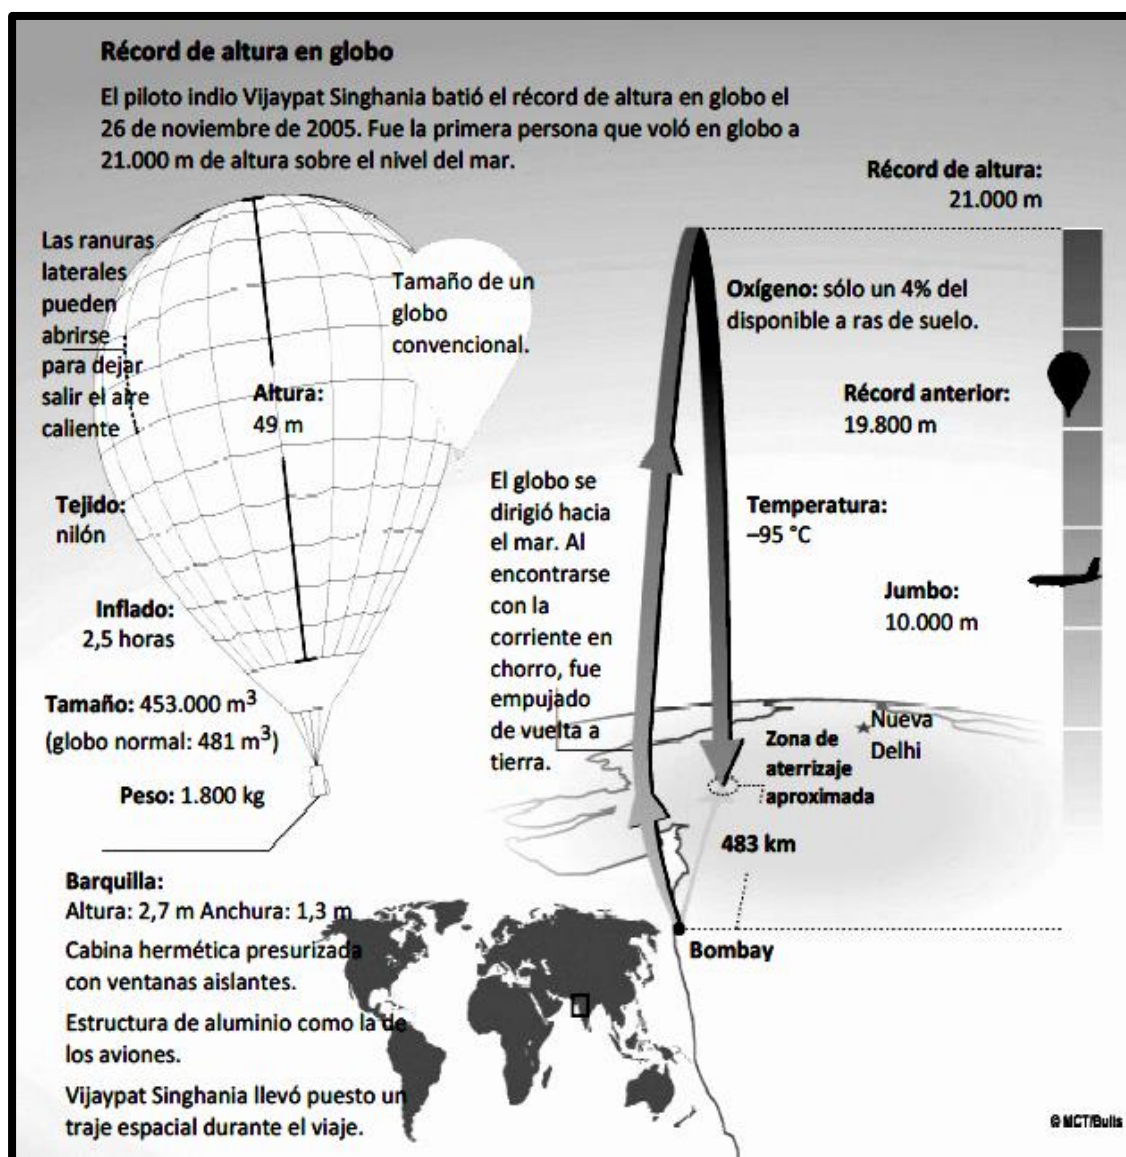 Récord de altura en globo
El piloto indio Vijaypat Singhania batió el récord de altura en globo el
26 de noviembre de 2005. Fue la primera persona que voló en globo a
21.000 m de altura sobre el nivel del mar.
Récord de altura:
21.000 m
Las ranuras
laterales
pueden
abrirse
para dejar
salir el aire
caliente
Tamaño de un
globo
convencional.
Oxígeno: sólo un 4% del
disponible a ras de suelo.
Altura:
49 m
Récord anterior:
19.800 m
El globo se
dirigió hacia
el mar. Al
encontrarse
con la
corriente en
chorro, fue
empujado
de vuelta a
tierra.
Tejido:
nilón
Temperatura:
–95 °C
Inflado:
2,5 horas
Jumbo:
10.000 m
Tamaño: 453.000 m³
(globo normal: 481 m³)
Nueva
Delhi
Zona de
aterrizaje
aproximada
Peso: 1.800 kg
483 km
Barquilla:
Altura: 2,7 m Anchura: 1,3 m
Bombay
Cabina hermética presurizada
con ventanas aislantes.
Estructura de aluminio como la de
los aviones.
Vijaypat Singhania llevó puesto un
traje espacial durante el viaje.
© MCT/Bulls